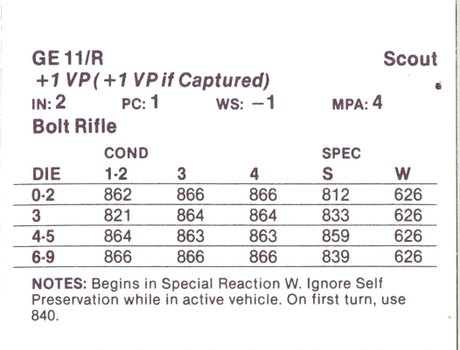 GE 11/R Scout
+1 VP (+1 VP if Captured)
IN: 2 PC: 1 WS: −1 MPA: 4
Bolt Rifle
COND SPEC
DIE 1-2 3 4 S W
0-2 862 866 866 812 626
3 821 864 864 833 626
4-5 864 863 863 859 626
6-9 866 866 866 839 626
NOTES: Begins in Special Reaction W. Ignore Self
Preservation while in active vehicle. On first turn, use
840.